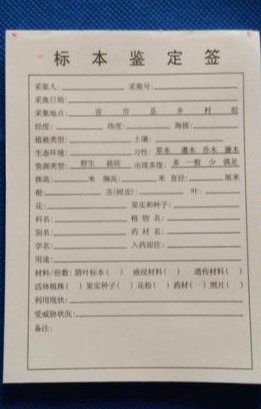 标本鉴定签
采集人： 采集号：
采集日期：
采集地点： 省 市 县 乡 村 组
经度： 纬度： 海拔：
植被类型： 土壤：
生态环境： 习性：草本 灌木 乔木 藤木
资源类型：野生 栽培 出现多度：多 一般 少 偶见
株高： 米 胸高： 米 直径： 厘米
根： 茎(树皮)： 叶：
花： 果实和种子：
科名： 植物名：
别名： 药材名：
学名： 入药部位：
用途：
材料/份数：腊叶标本( ) 液浸材料( ) 遗传材料( )
活体植株( ) 果实种子( ) 花粉( ) 药材( ) 照片( )
利用现状：
受威胁状况：
备注：